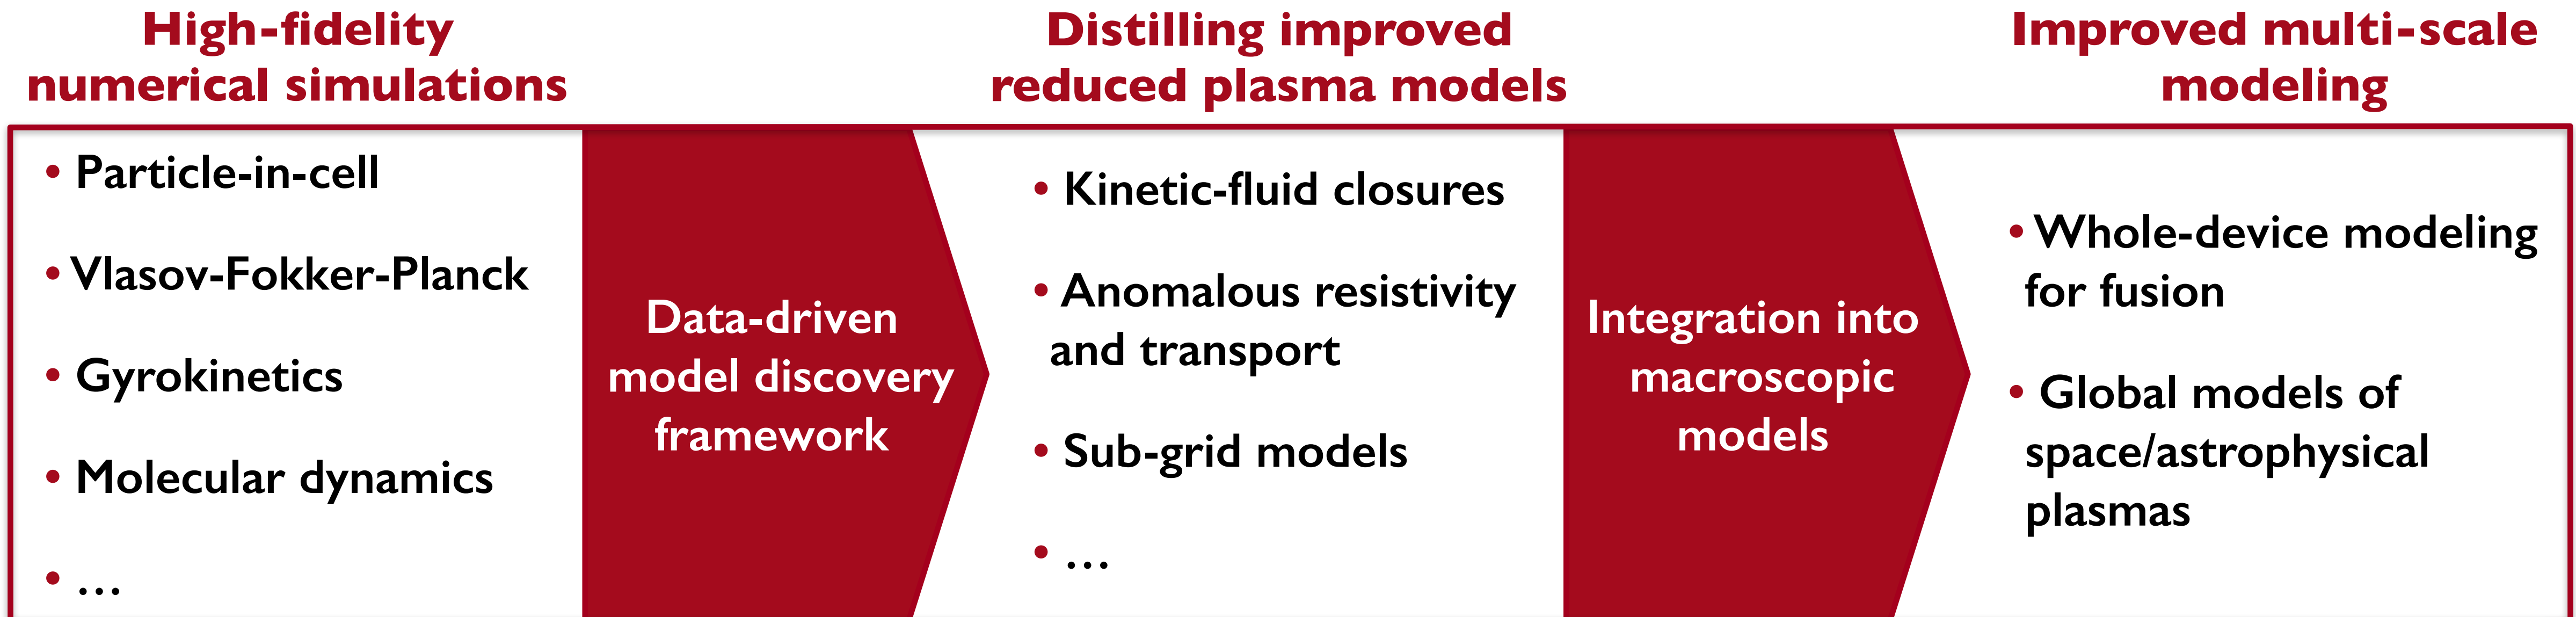 High-fidelity
numerical simulations
• Particle-in-cell
• Vlasov-Fokker-Planck
• Gyrokinetics
• Molecular dynamics
• …
Data-driven
model discovery
framework
Distilling improved
reduced plasma models
• Kinetic-fluid closures
• Anomalous resistivity
and transport
• Sub-grid models
• …
Integration into
macroscopic
models
Improved multi-scale
modeling
• Whole-device modeling
for fusion
• Global models of
space/astrophysical
plasmas